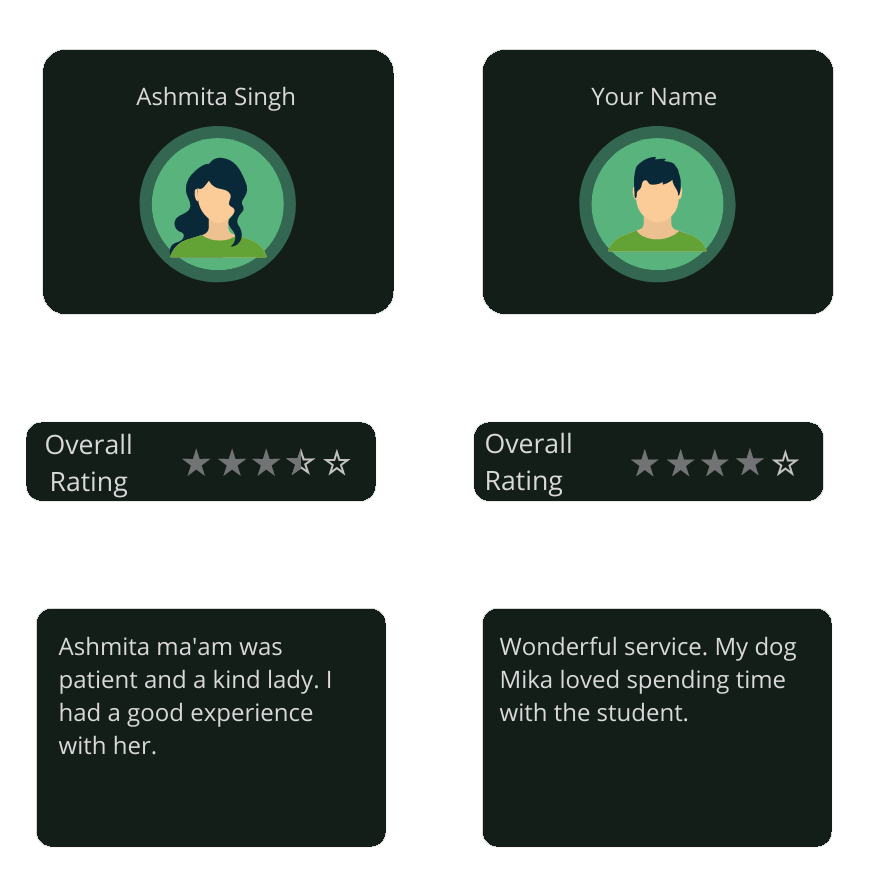 Ashmita Singh
Your Name
Overall
Rating
Overall
Rating
Ashmita ma'am was
patient and a kind lady. I
had a good experience
with her.
Wonderful service. My dog
Mika loved spending time
with the student.